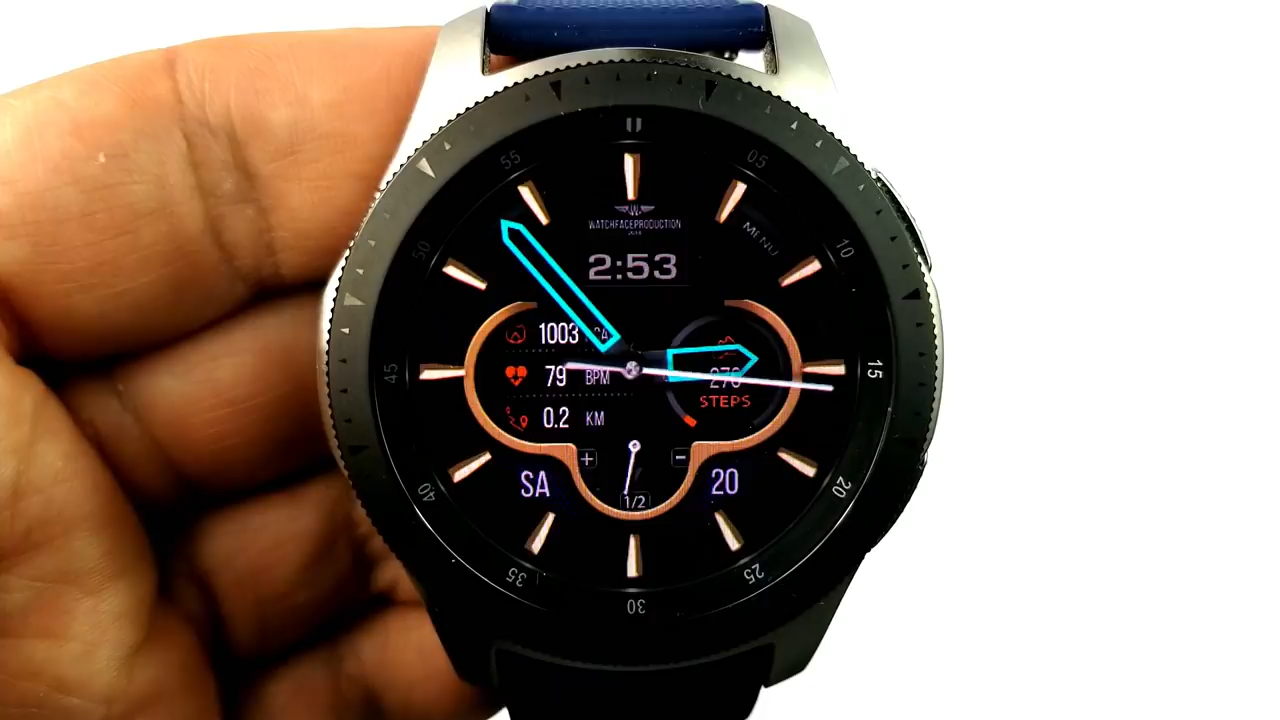 55
05
50
10
MENU
WATCHFACEPRODUCTION
2:53
1003
79 BPM
0.2 KM
STEPS
45
15
+
−
SA
20
1/2
40
20
35
25
30